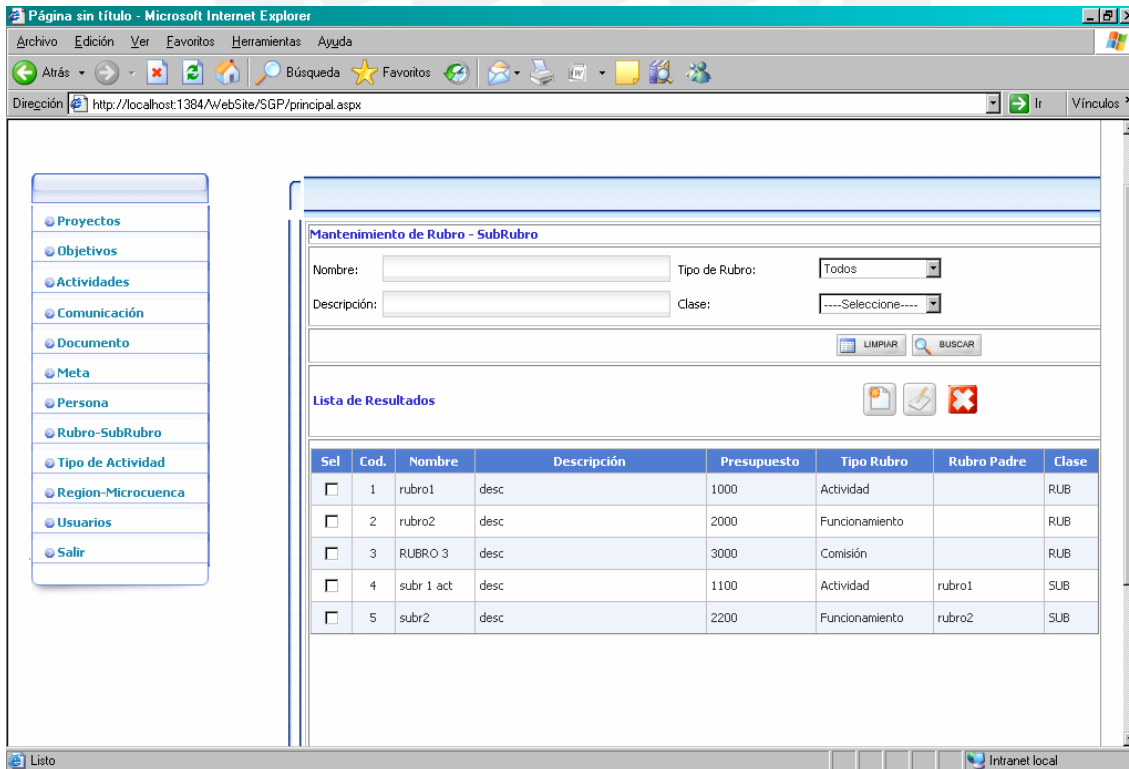 Página sin título - Microsoft Internet Explorer
Archivo Edición Ver Favoritos Herramientas Ayuda
Atrás Búsqueda Favoritos
Dirección http://localhost:1384/WebSite/SGP/principal.aspx Ir Vínculos
Proyectos
Objetivos
Actividades
Comunicación
Documento
Meta
Persona
Rubro-SubRubro
Tipo de Actividad
Region-Microcuenca
Usuarios
Salir
Mantenimiento de Rubro - SubRubro
Nombre: Tipo de Rubro: Todos
Descripción: Clase: ----Seleccione----
LIMPIAR BUSCAR
Lista de Resultados
Sel Cod. Nombre Descripción Presupuesto Tipo Rubro Rubro Padre Clase
1 rubro1 desc 1000 Actividad RUB
2 rubro2 desc 2000 Funcionamiento RUB
3 RUBRO 3 desc 3000 Comisión RUB
4 subr 1 act desc 1100 Actividad rubro1 SUB
5 subr2 desc 2200 Funcionamiento rubro2 SUB
Listo Intranet local